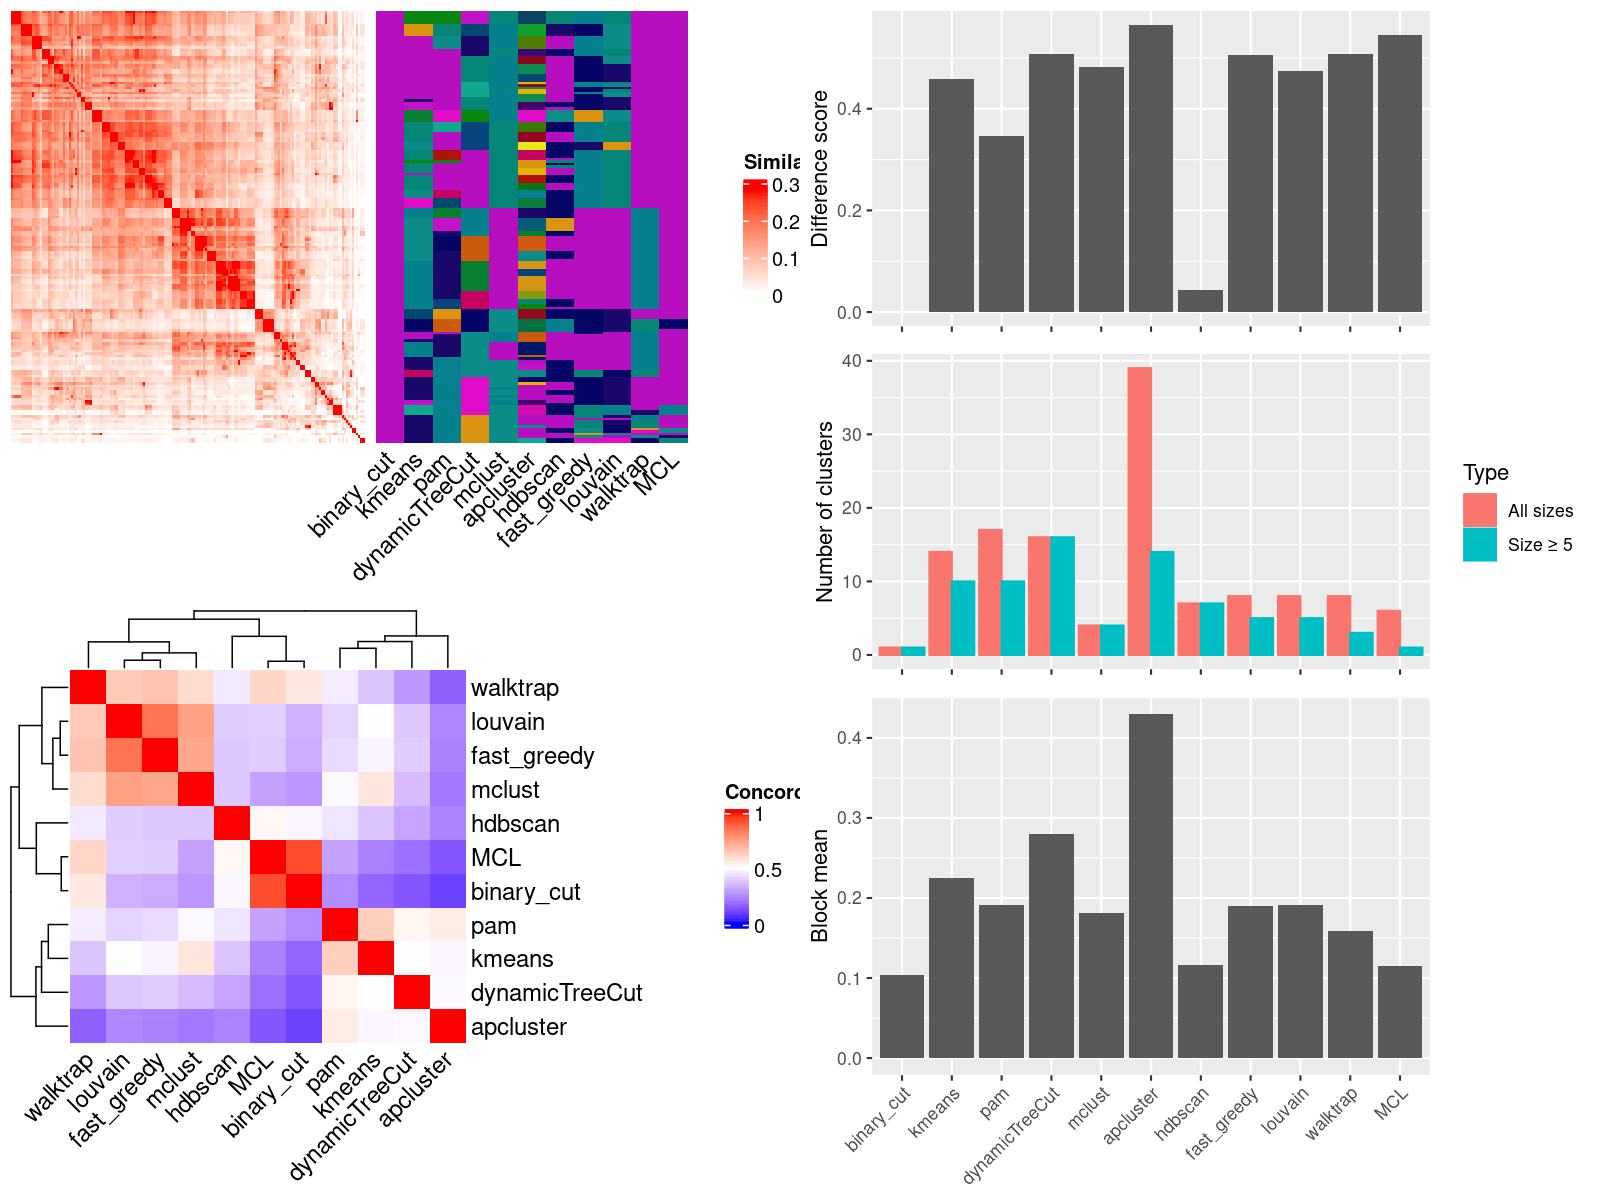 Simila
0.3
0.2
0.1
0
binary_cut
kmeans
pam
dynamicTreeCut
mclust
apcluster
hdbscan
fast_greedy
louvain
walktrap
MCL
Difference score
0.4
0.2
0.0
Number of clusters
40
30
20
10
0
Type
All sizes
Size ≥ 5
walktrap
louvain
fast_greedy
mclust
hdbscan
MCL
binary_cut
pam
kmeans
dynamicTreeCut
apcluster
walktrap
louvain
fast_greedy
mclust
hdbscan
MCL
binary_cut
pam
kmeans
dynamicTreeCut
apcluster
Concord
1
0.5
0
Block mean
0.4
0.3
0.2
0.1
0.0
binary_cut
kmeans
pam
dynamicTreeCut
mclust
apcluster
hdbscan
fast_greedy
louvain
walktrap
MCL